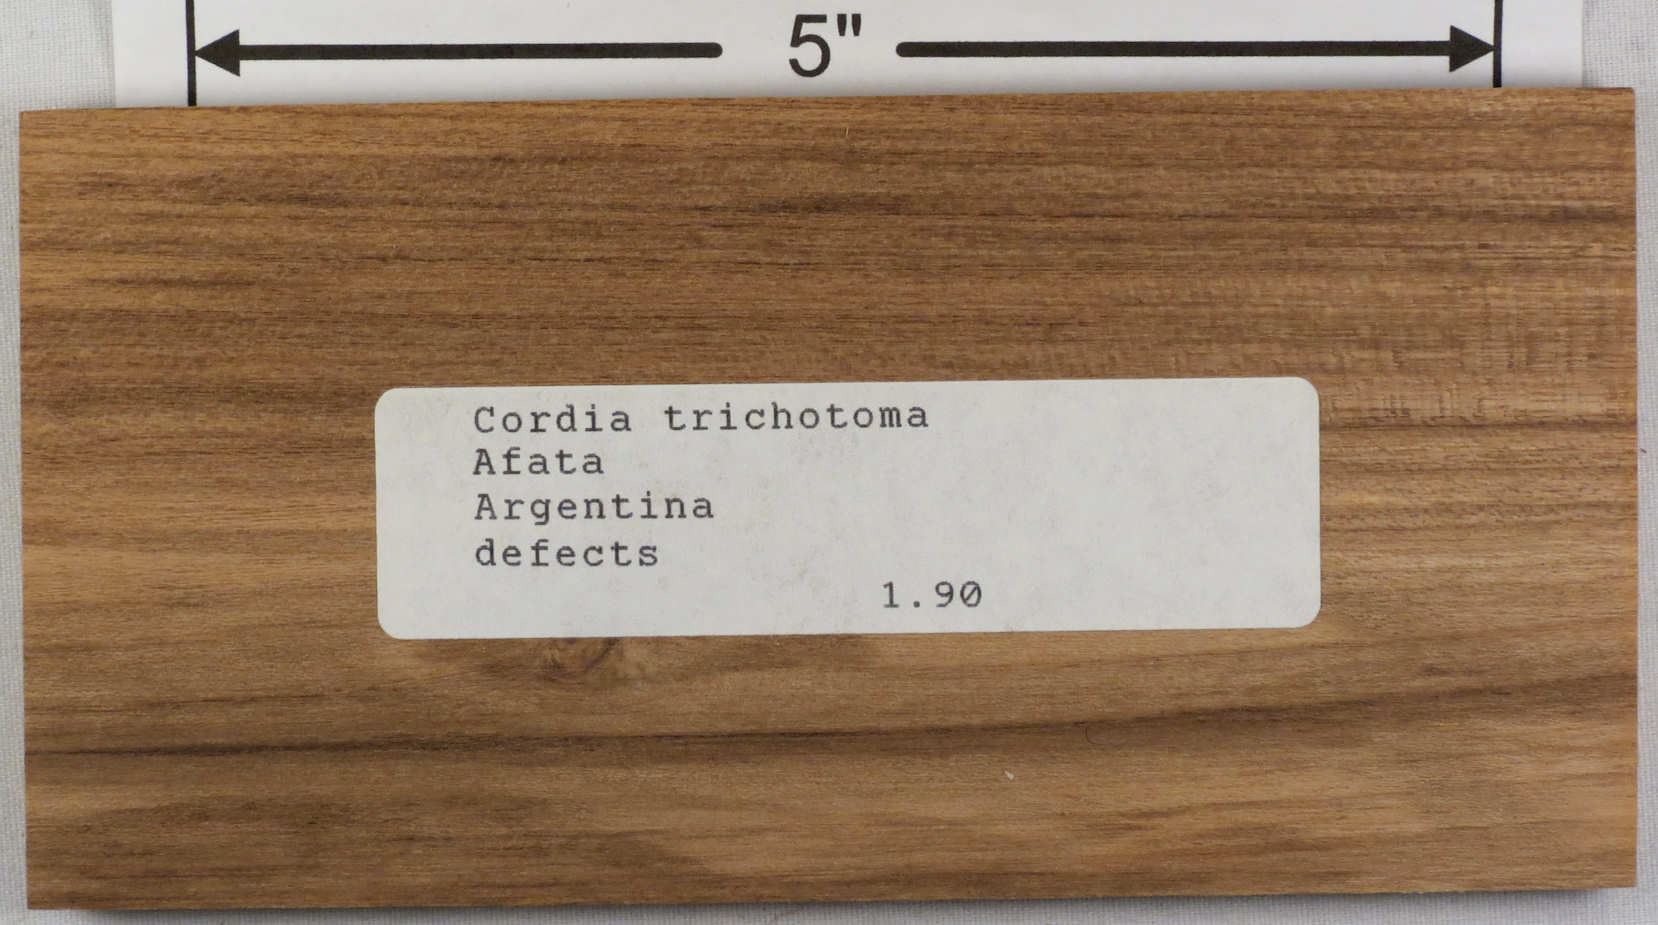 5"
Cordia trichotoma
Afata
Argentina
defects
1.90